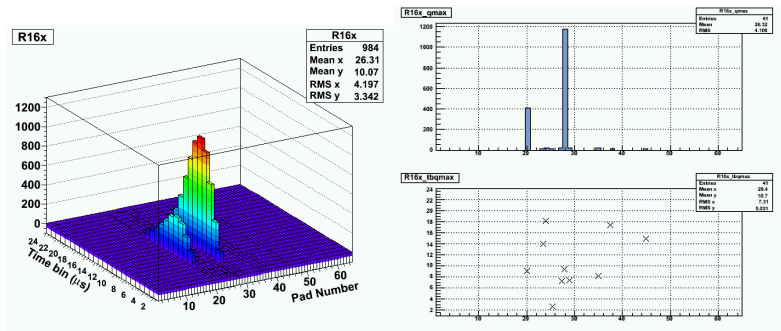 R16x
R16x
Entries 984
Mean x 26.31
Mean y 10.07
RMS x 4.197
RMS y 3.342
1200
1000
800
600
400
200
0
24 22 20 18 16 14 12 10 8 6 4 2
Time bin (μs)
10 20 30 40 50 60
Pad Number
R16x_qmax
R16x_qmax
Entries 41
Mean 26.32
RMS 4.106
1200
1000
800
600
400
200
0
10 20 30 40 50 60
R16x_tbqmax
R16x_tbqmax
Entries 41
Mean x 29.4
Mean y 10.7
RMS x 7.31
RMS y 5.021
24
22
20
18
16
14
12
10
8
6
4
2
10 20 30 40 50 60